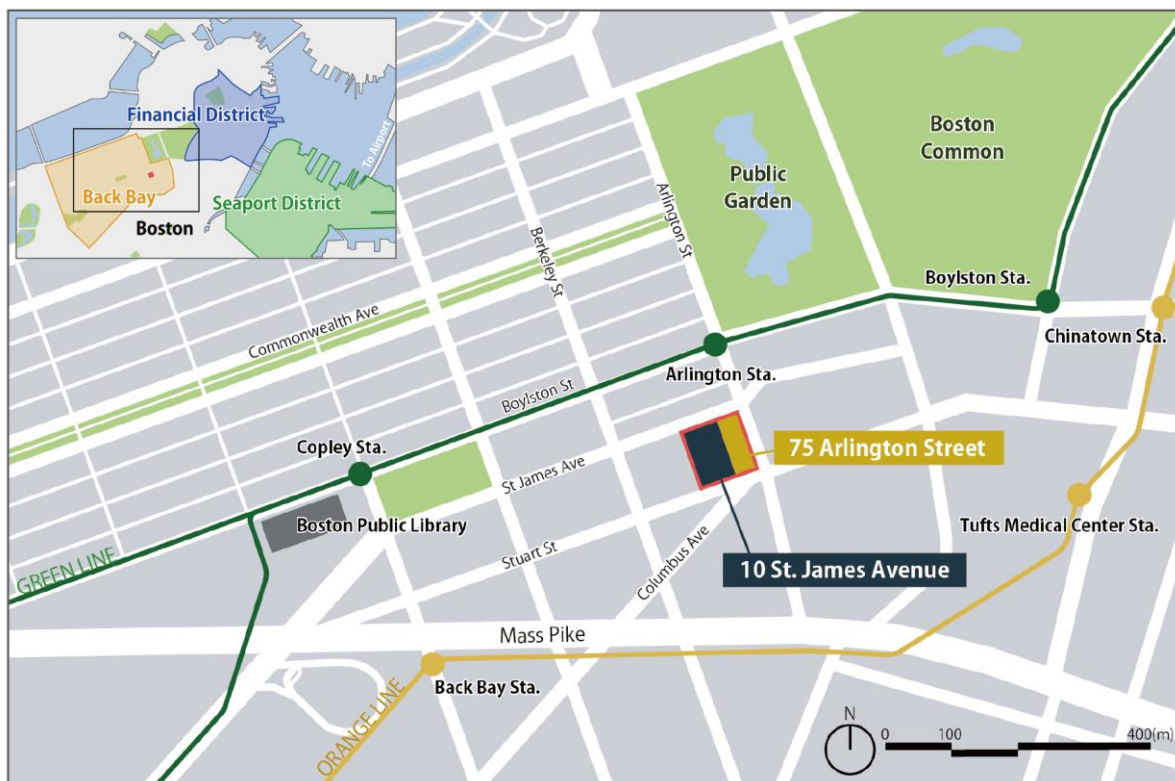 Financial District
To Airport
Back Bay
Seaport District
Boston
Boston
Common
Public
Garden
Arlington St
Berkeley St
Boylston Sta.
Commonwealth Ave
Chinatown Sta.
Arlington Sta.
Boylston St
Copley Sta.
75 Arlington Street
St James Ave
Boston Public Library
Tufts Medical Center Sta.
Stuart St
Columbus Ave
10 St. James Avenue
GREEN LINE
Mass Pike
Back Bay Sta.
ORANGE LINE
N
0 100 400(m)